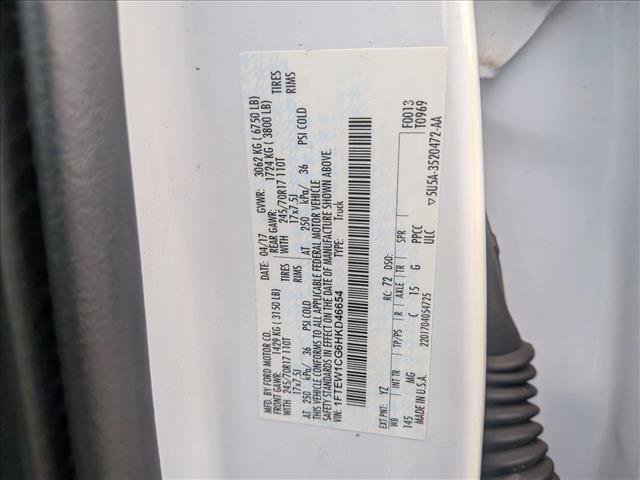 MFD. BY FORD MOTOR CO.
DATE: 04/17 GVWR: 3062 KG ( 6750 LB)
FRONT GAWR: 1429 KG ( 3150 LB) REAR GAWR: 1724 KG ( 3800 LB)
245/70R17 110T TIRES WITH 245/70R17 110T TIRES
17x7.5J RIMS 17x7.5J RIMS
AT 250 kPa/ 36 PSI COLD AT 250 kPa/ 36 PSI COLD
THIS VEHICLE CONFORMS TO ALL APPLICABLE FEDERAL MOTOR VEHICLE
SAFETY STANDARDS IN EFFECT ON THE DATE OF MANUFACTURE SHOWN ABOVE.
VIN: 1FTEW1CG6HKD46654 TYPE: Truck
F0013
T0969
EXT PNT: YZ RC: 72 DSO:
WB INT TR TP/PS R AXLE TR SPR
145 MG C 15 G PPCC
ULC
▽5U5A-3520472-AA
MADE IN U.S.A. 2201704054725